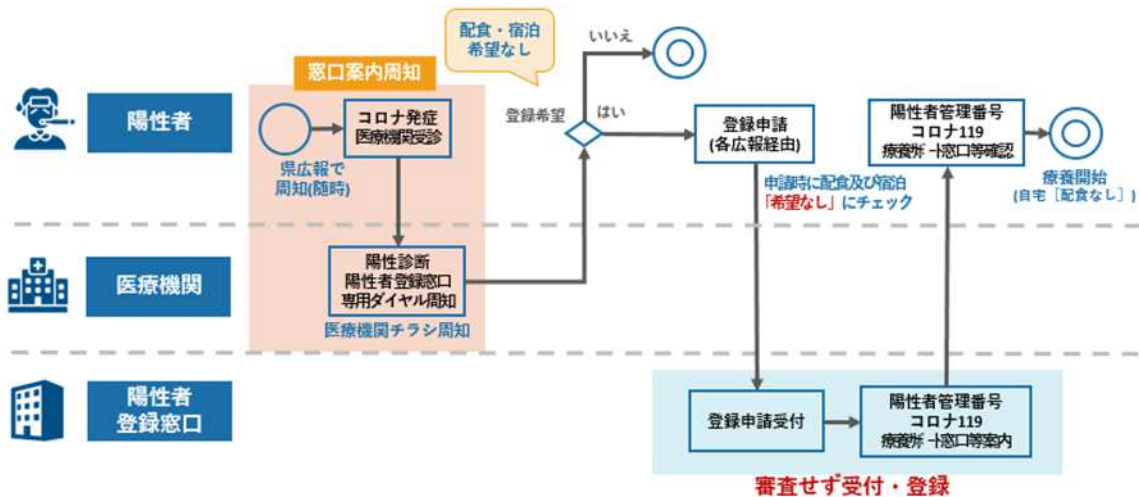 配食・宿泊
希望なし
いいえ
窓口案内周知
陽性者
コロナ発症
医療機関受診
登録希望
はい
登録申請
(各広報経由)
陽性者管理番号
コロナ119
療養ｻﾎﾟｰﾄ窓口等確認
県広報で
周知(随時)
申請時に配食及び宿泊
「希望なし」にチェック
療養開始
(自宅［配食なし］)
医療機関
陽性診断
陽性者登録窓口
専用ダイヤル周知
医療機関チラシ周知
陽性者
登録窓口
登録申請受付
陽性者管理番号
コロナ119
療養ｻﾎﾟｰﾄ窓口等案内
審査せず受付・登録